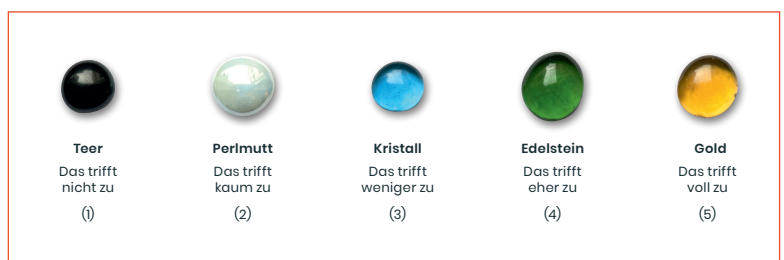 Teer
Das trifft
nicht zu
(1)
Perlmutt
Das trifft
kaum zu
(2)
Kristall
Das trifft
weniger zu
(3)
Edelstein
Das trifft
eher zu
(4)
Gold
Das trifft
voll zu
(5)